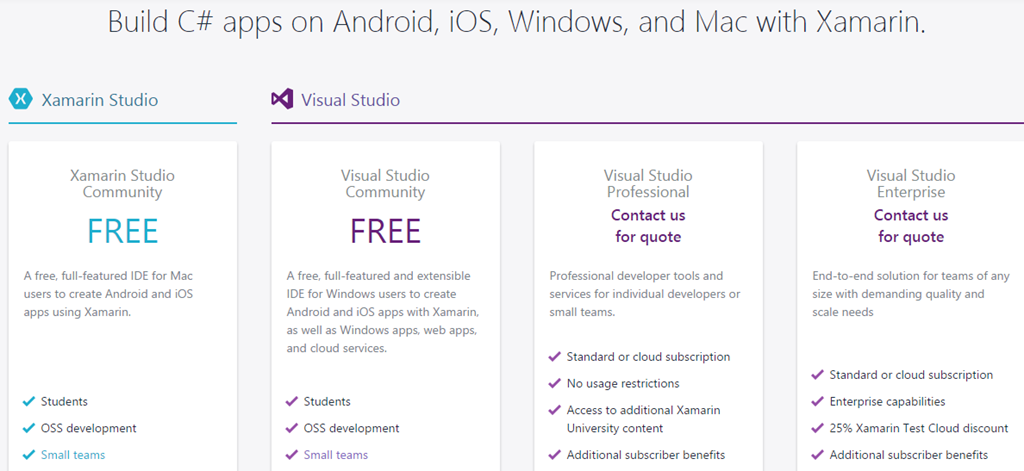 Build C# apps on Android, iOS, Windows, and Mac with Xamarin.
Xamarin Studio
Visual Studio
Xamarin Studio
Community
FREE
A free, full-featured IDE for Mac
users to create Android and iOS
apps using Xamarin.
Students
OSS development
Small teams
Visual Studio
Community
FREE
A free, full-featured and extensible
IDE for Windows users to create
Android and iOS apps with Xamarin,
as well as Windows apps, web apps,
and cloud services.
Students
OSS development
Small teams
Visual Studio
Professional
Contact us
for quote
Professional developer tools and
services for individual developers or
small teams.
Standard or cloud subscription
No usage restrictions
Access to additional Xamarin
University content
Additional subscriber benefits
Visual Studio
Enterprise
Contact us
for quote
End-to-end solution for teams of any
size with demanding quality and
scale needs
Standard or cloud subscription
Enterprise capabilities
25% Xamarin Test Cloud discount
Additional subscriber benefits